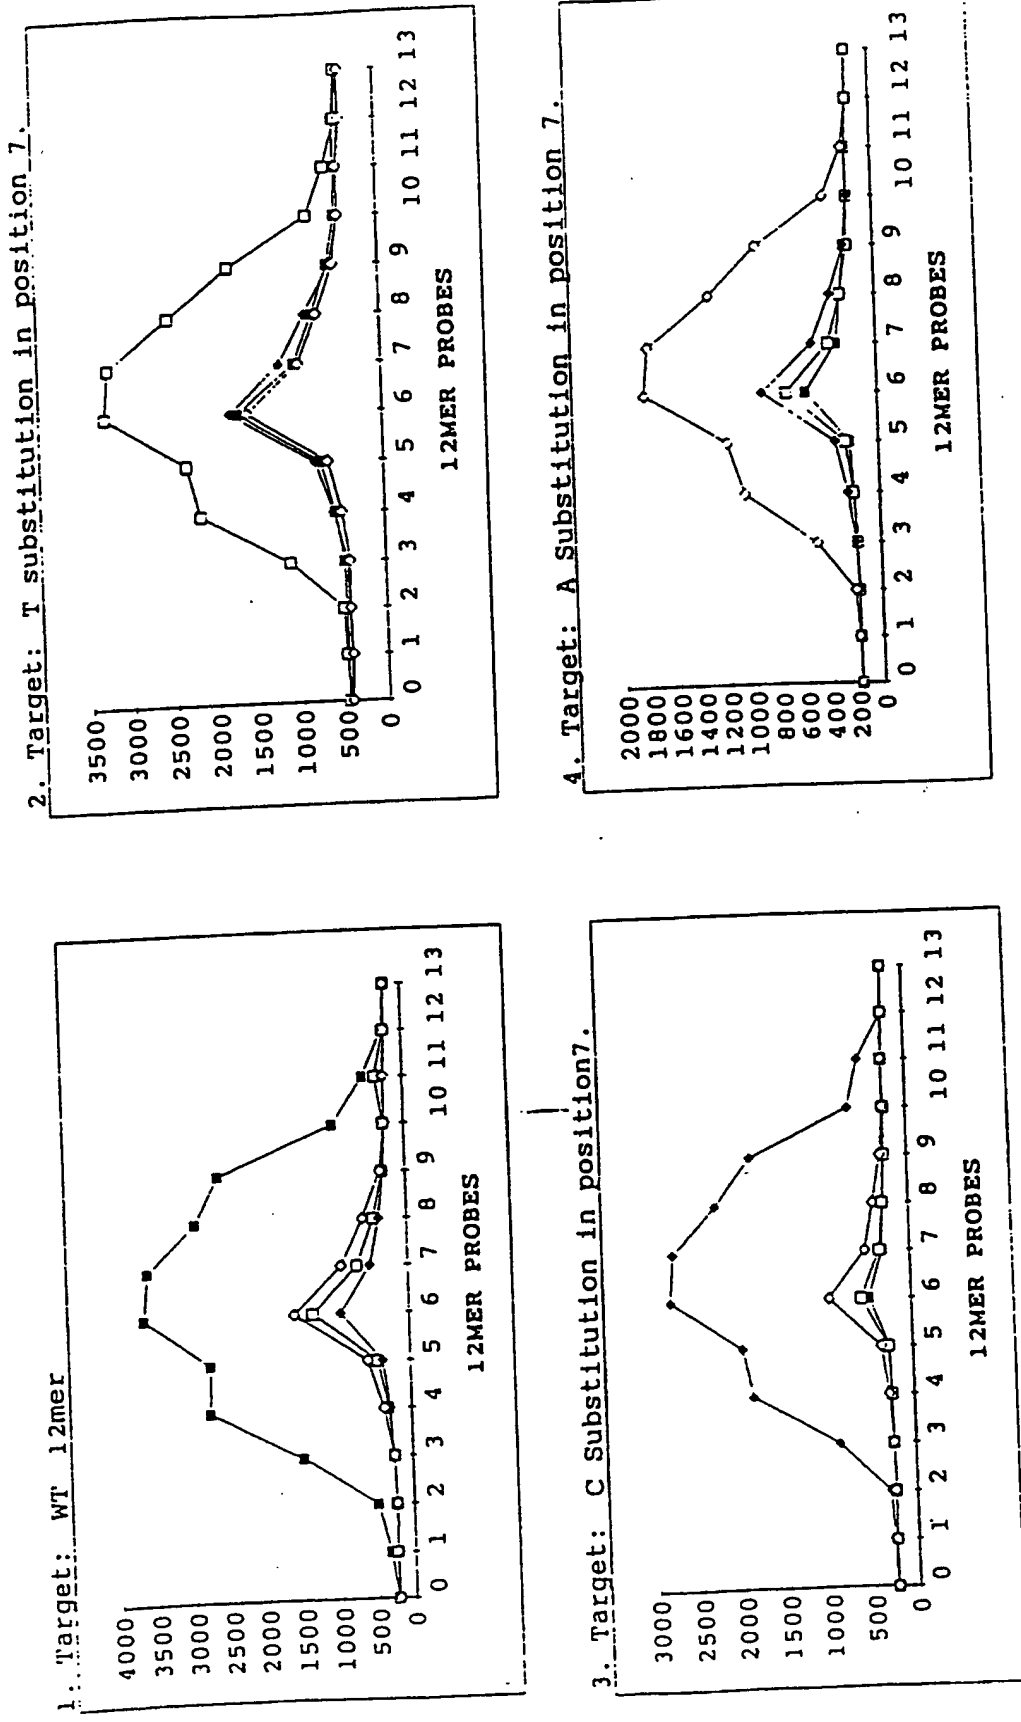 1. Target: WT 12mer
4000
3500
3000
2500
2000
1500
1000
500
0
0 1 2 3 4 5 6 7 8 9 10 11 12 13
12MER PROBES
2. Target: T substitution in position 7.
3500
3000
2500
2000
1500
1000
500
0
0 1 2 3 4 5 6 7 8 9 10 11 12 13
12MER PROBES
3. Target: C Substitution in position7.
3000
2500
2000
1500
1000
500
0
0 1 2 3 4 5 6 7 8 9 10 11 12 13
12MER PROBES
4. Target: A Substitution in position 7.
2000
1800
1600
1400
1200
1000
800
600
400
200
0
0 1 2 3 4 5 6 7 8 9 10 11 12 13
12MER PROBES